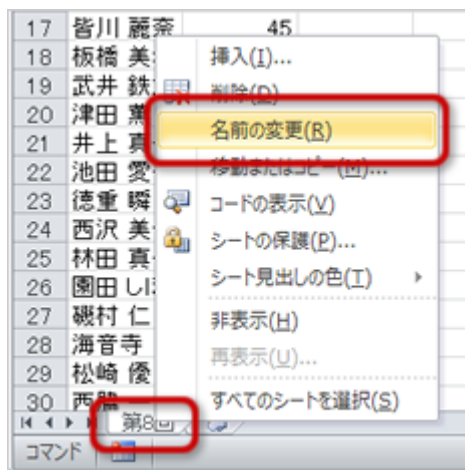 17 皆川 麗奈 45
18 板橋 美
挿入(I)...
19 武井 鉄
削除(D)
20 津田 薫
名前の変更(R)
21 井上 真
移動またはコピー(M)...
22 池田 愛
23 徳重 瞬
コードの表示(V)
24 西沢 美
シートの保護(P)...
25 林田 真
シート見出しの色(T)
26 園田 しほ
27 磯村 仁
非表示(H)
28 海音寺
再表示(U)...
29 松崎 優
すべてのシートを選択(S)
30 西脇
第8回
コマンド